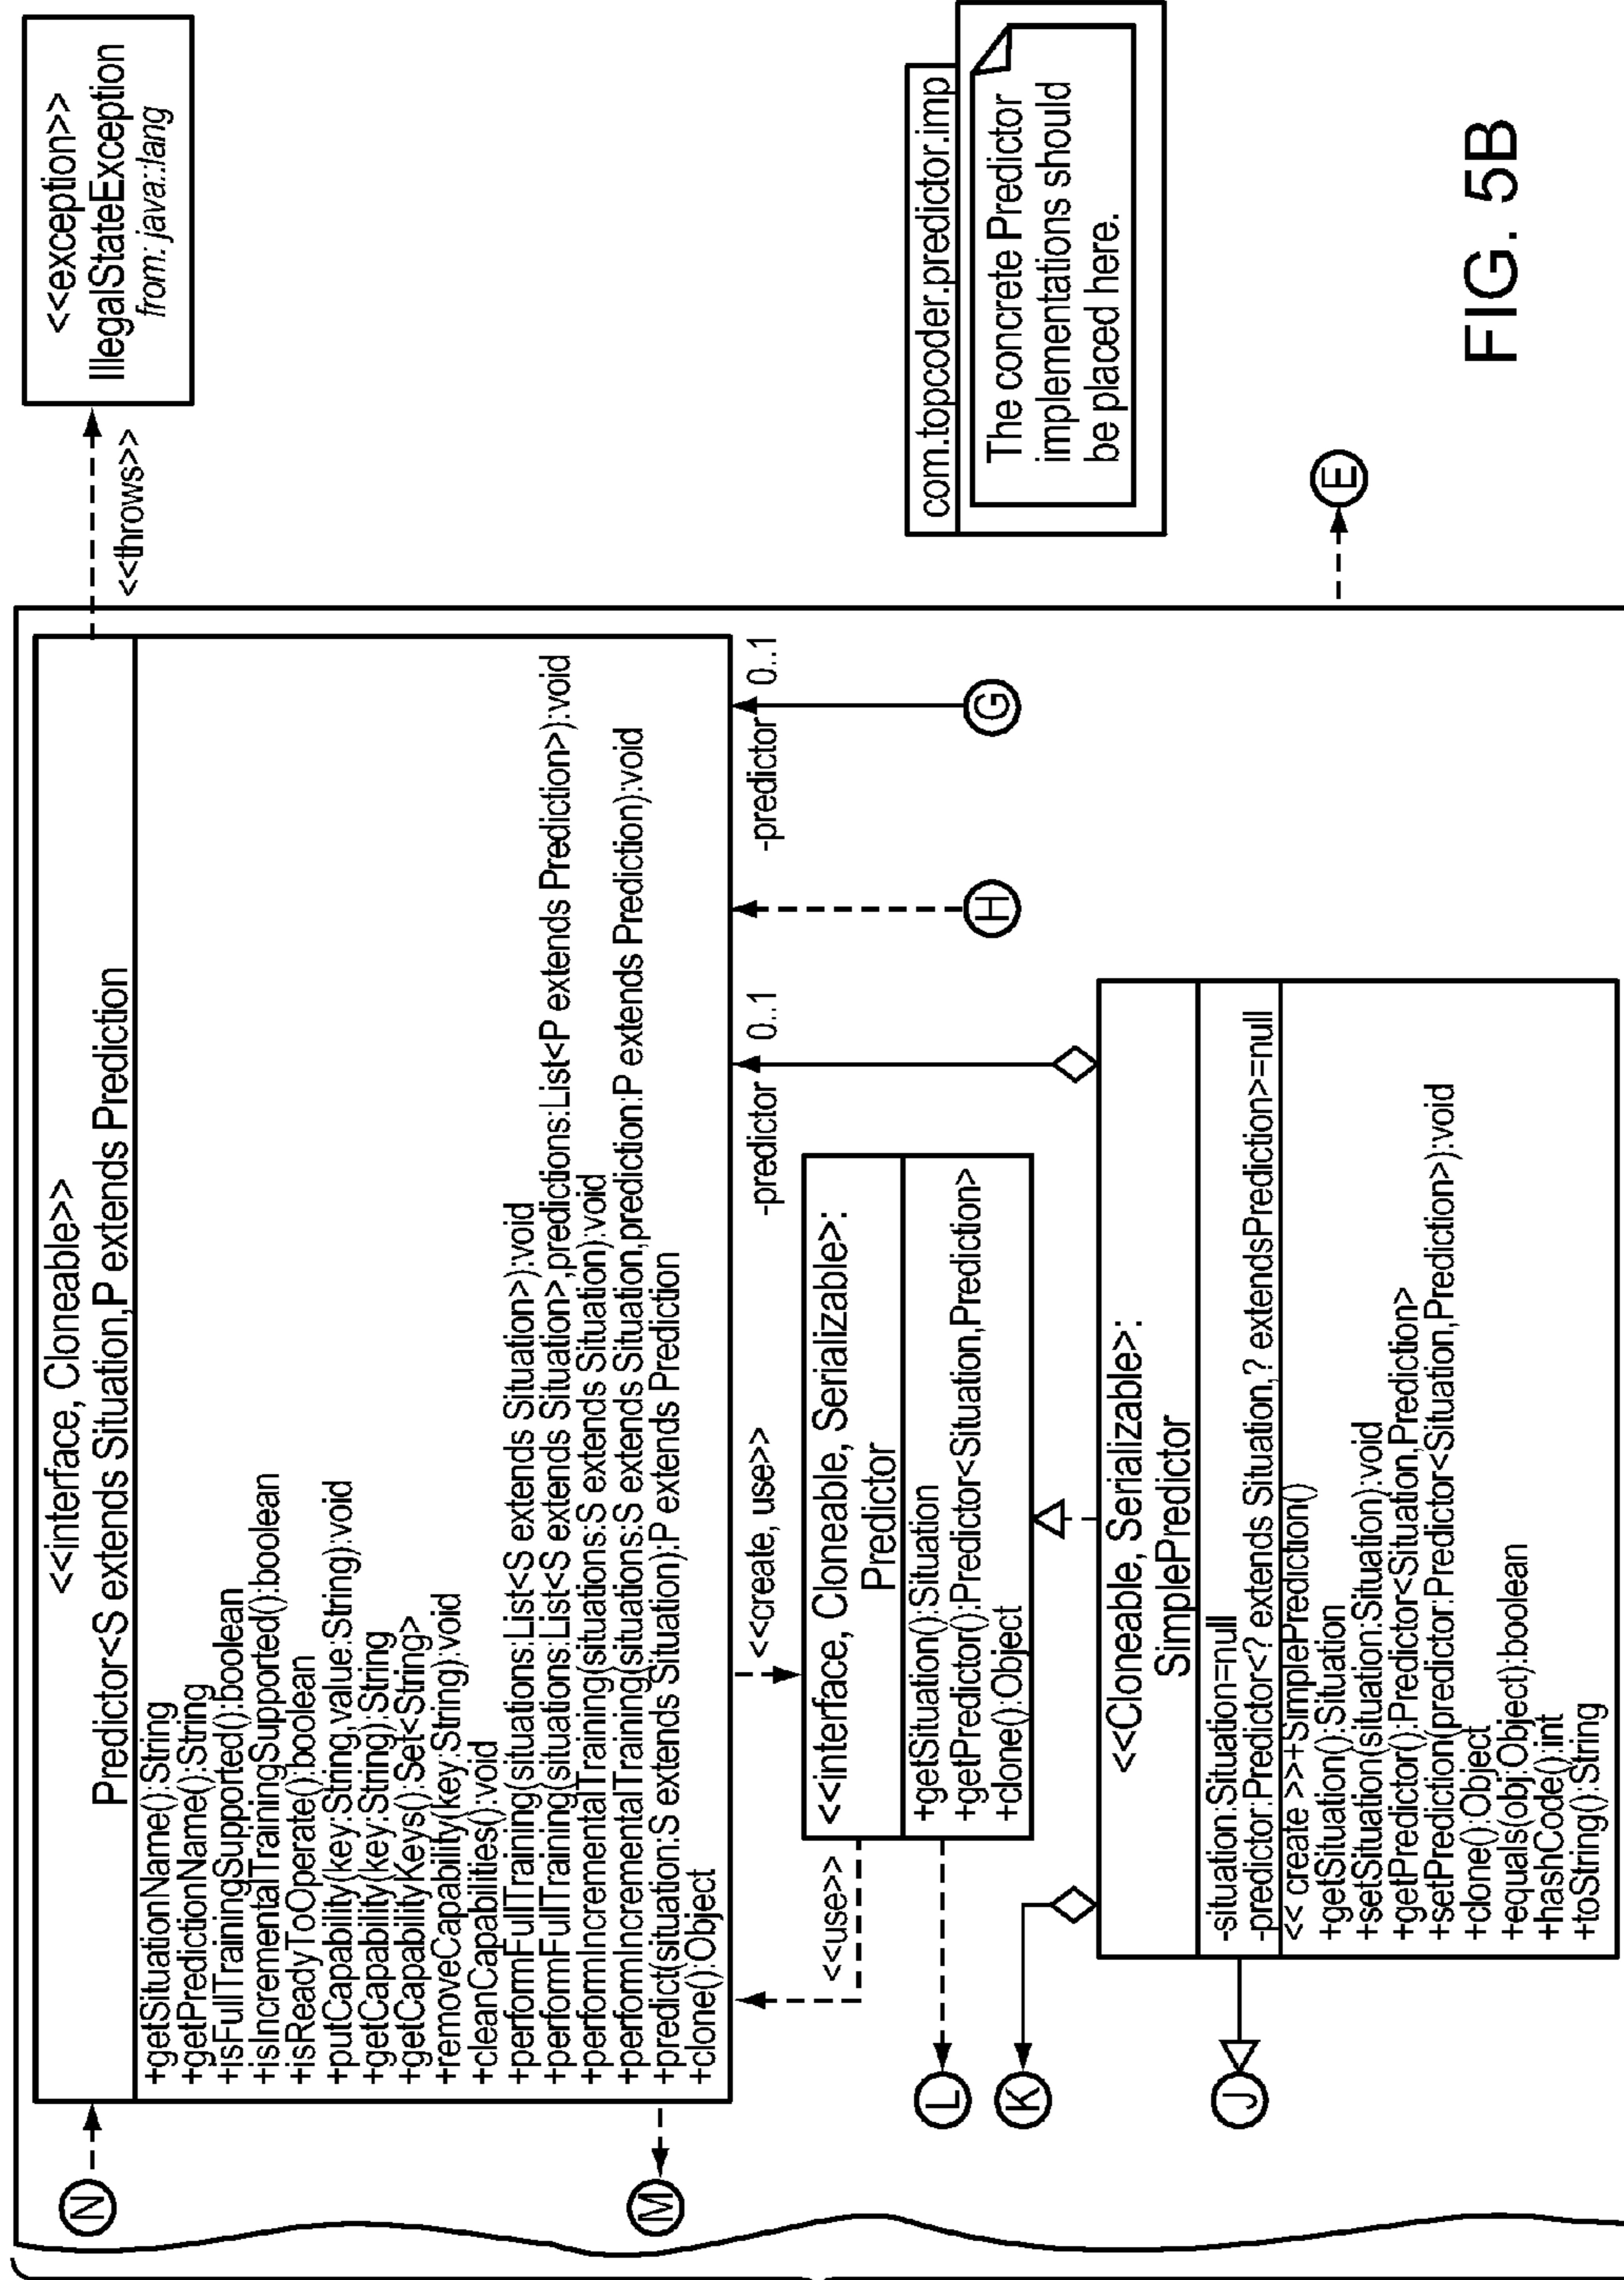 <<exception>>
IllegalStateException
from: java::lang
<<throws>>
<<interface, Cloneable>>
Predictor<S extends Situation,P extends Prediction
+getSituationName():String
+getPredictionName():String
+isFullTrainingSupported():boolean
+isIncrementalTrainingSupported():boolean
+isReadyToOperate():boolean
+putCapability(key:String,value:String):void
+getCapability(key:String):String
+getCapabilityKeys():Set<String>
+removeCapability(key:String):void
+cleanCapabilities():void
+performFullTraining(situations:List<S extends Situation>):void
+performFullTraining(situations:List<S extends Situation>,predictions:List<P extends Prediction>):void
+performIncrementalTraining(situations:S extends Situation):void
+performIncrementalTraining(situations:S extends Situation,prediction:P extends Prediction):void
+predict(situation:S extends Situation):P extends Prediction
+clone():Object
N
M
<<use>>
<<create, use>>
-predictor
0..1
-predictor
0..1
<<interface, Cloneable, Serializable>:
Predictor
+getSituation():Situation
+getPredictor():Predictor<Situation,Prediction>
+clone():Object
H
G
L
K
<<Cloneable, Serializable>:
SimplePredictor
-situation:Situation=null
-predictor:Predictor<? extends Situation,? extendsPrediction>=null
<< create >>+SimplePrediction()
+getSituation():Situation
+setSituation(situation:Situation):void
+getPredictor():Predictor<Situation,Prediction>
+setPrediction(predictor:Predictor<Situation,Prediction>):void
+clone():Object
+equals(obj:Object):boolean
+hashCode():int
+toString():String
J
com.topcoder.predictor.imp
The concrete Predictor
implementations should
be placed here.
E
FIG. 5B